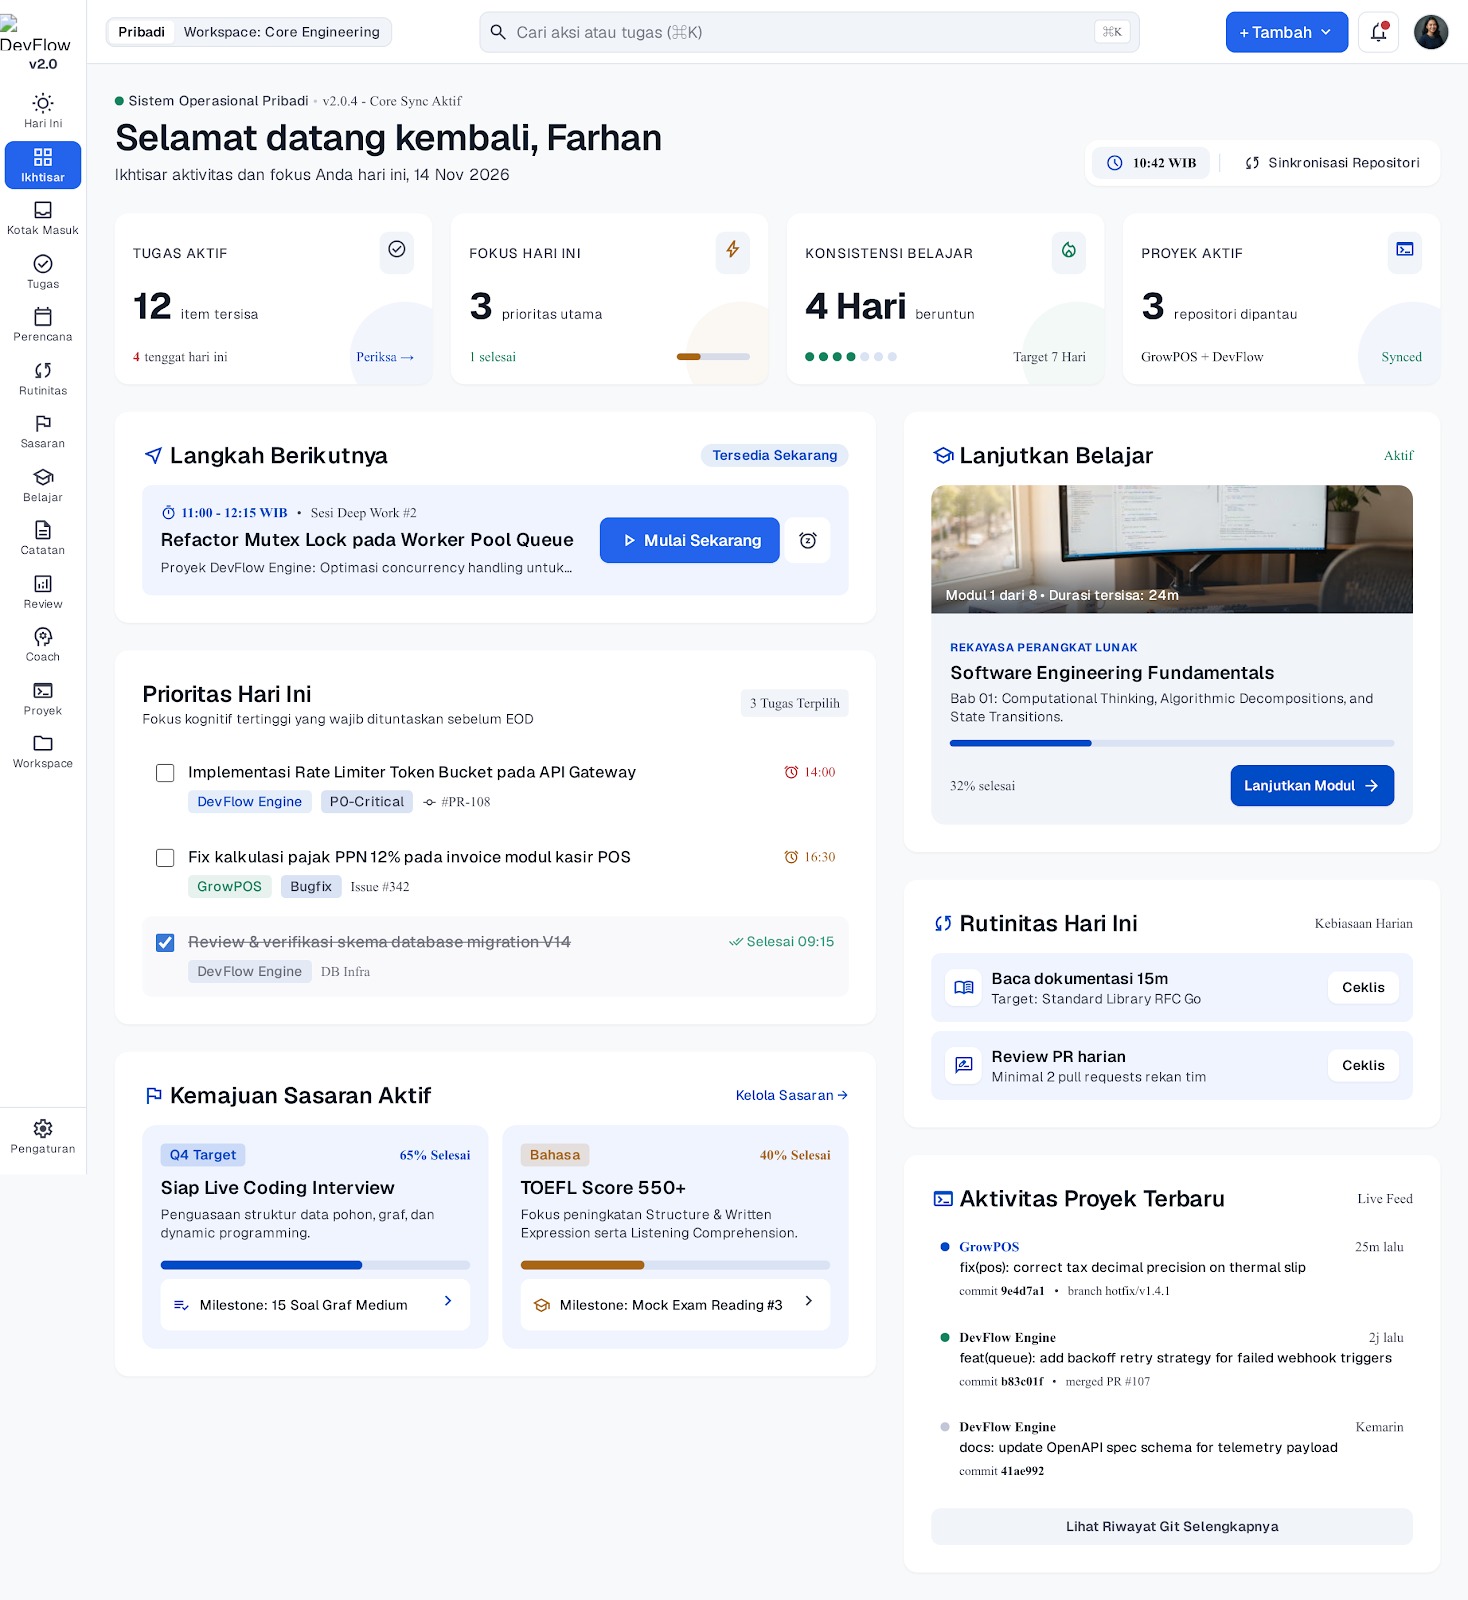 DevFlow
v2.0
Hari Ini
Ikhtisar
Kotak Masuk
Tugas
Perencana
Rutinitas
Sasaran
Belajar
Catatan
Review
Coach
Proyek
Workspace
Pengaturan
Pribadi
Workspace: Core Engineering
Cari aksi atau tugas (⌘K)
⌘K
+ Tambah
Sistem Operasional Pribadi • v2.0.4 - Core Sync Aktif
Selamat datang kembali, Farhan
Ikhtisar aktivitas dan fokus Anda hari ini, 14 Nov 2026
10:42 WIB
Sinkronisasi Repositori
TUGAS AKTIF
12 item tersisa
4 tenggat hari ini
Periksa →
FOKUS HARI INI
3 prioritas utama
1 selesai
KONSISTENSI BELAJAR
4 Hari beruntun
Target 7 Hari
PROYEK AKTIF
3 repositori dipantau
GrowPOS + DevFlow
Synced
Langkah Berikutnya
Tersedia Sekarang
11:00 - 12:15 WIB • Sesi Deep Work #2
Refactor Mutex Lock pada Worker Pool Queue
Proyek DevFlow Engine: Optimasi concurrency handling untuk...
Mulai Sekarang
Prioritas Hari Ini
Fokus kognitif tertinggi yang wajib dituntaskan sebelum EOD
3 Tugas Terpilih
Implementasi Rate Limiter Token Bucket pada API Gateway
14:00
DevFlow Engine
P0-Critical
#PR-108
Fix kalkulasi pajak PPN 12% pada invoice modul kasir POS
16:30
GrowPOS
Bugfix
Issue #342
Review & verifikasi skema database migration V14
Selesai 09:15
DevFlow Engine
DB Infra
Kemajuan Sasaran Aktif
Kelola Sasaran →
Q4 Target
65% Selesai
Siap Live Coding Interview
Penguasaan struktur data pohon, graf, dan
dynamic programming.
Milestone: 15 Soal Graf Medium
Bahasa
40% Selesai
TOEFL Score 550+
Fokus peningkatan Structure & Written
Expression serta Listening Comprehension.
Milestone: Mock Exam Reading #3
Lanjutkan Belajar
Aktif
Modul 1 dari 8 • Durasi tersisa: 24m
REKAYASA PERANGKAT LUNAK
Software Engineering Fundamentals
Bab 01: Computational Thinking, Algorithmic Decompositions, and
State Transitions.
32% selesai
Lanjutkan Modul →
Rutinitas Hari Ini
Kebiasaan Harian
Baca dokumentasi 15m
Target: Standard Library RFC Go
Ceklis
Review PR harian
Minimal 2 pull requests rekan tim
Ceklis
Aktivitas Proyek Terbaru
Live Feed
GrowPOS
25m lalu
fix(pos): correct tax decimal precision on thermal slip
commit 9e4d7a1 • branch hotfix/v1.4.1
DevFlow Engine
2j lalu
feat(queue): add backoff retry strategy for failed webhook triggers
commit b83c01f • merged PR #107
DevFlow Engine
Kemarin
docs: update OpenAPI spec schema for telemetry payload
commit 41ae992
Lihat Riwayat Git Selengkapnya